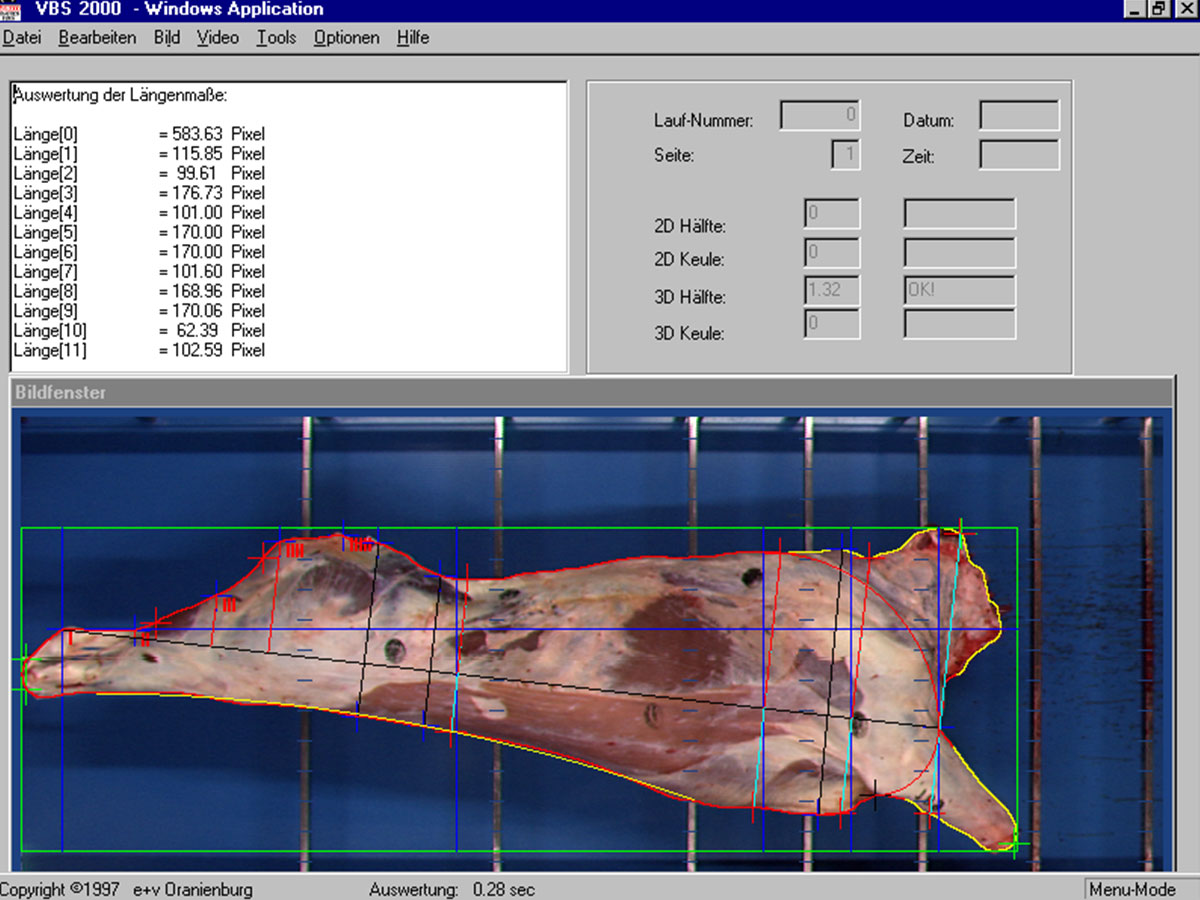 VBS 2000 - Windows Application
Datei Bearbeiten Bild Video Tools Optionen Hilfe
Auswertung der Längenmaße:
Länge[0] = 583.63 Pixel
Länge[1] = 115.85 Pixel
Länge[2] = 99.61 Pixel
Länge[3] = 176.73 Pixel
Länge[4] = 101.00 Pixel
Länge[5] = 170.00 Pixel
Länge[6] = 170.00 Pixel
Länge[7] = 101.60 Pixel
Länge[8] = 168.96 Pixel
Länge[9] = 170.06 Pixel
Länge[10] = 62.39 Pixel
Länge[11] = 102.59 Pixel
Lauf-Nummer: 0 Datum:
Seite: 1 Zeit:
2D Hälfte: 0
2D Keule: 0
3D Hälfte: 1.32 OK!
3D Keule: 0
Bildfenster
Copyright ©1997 e+v Oranienburg Auswertung: 0.28 sec Menu-Mode